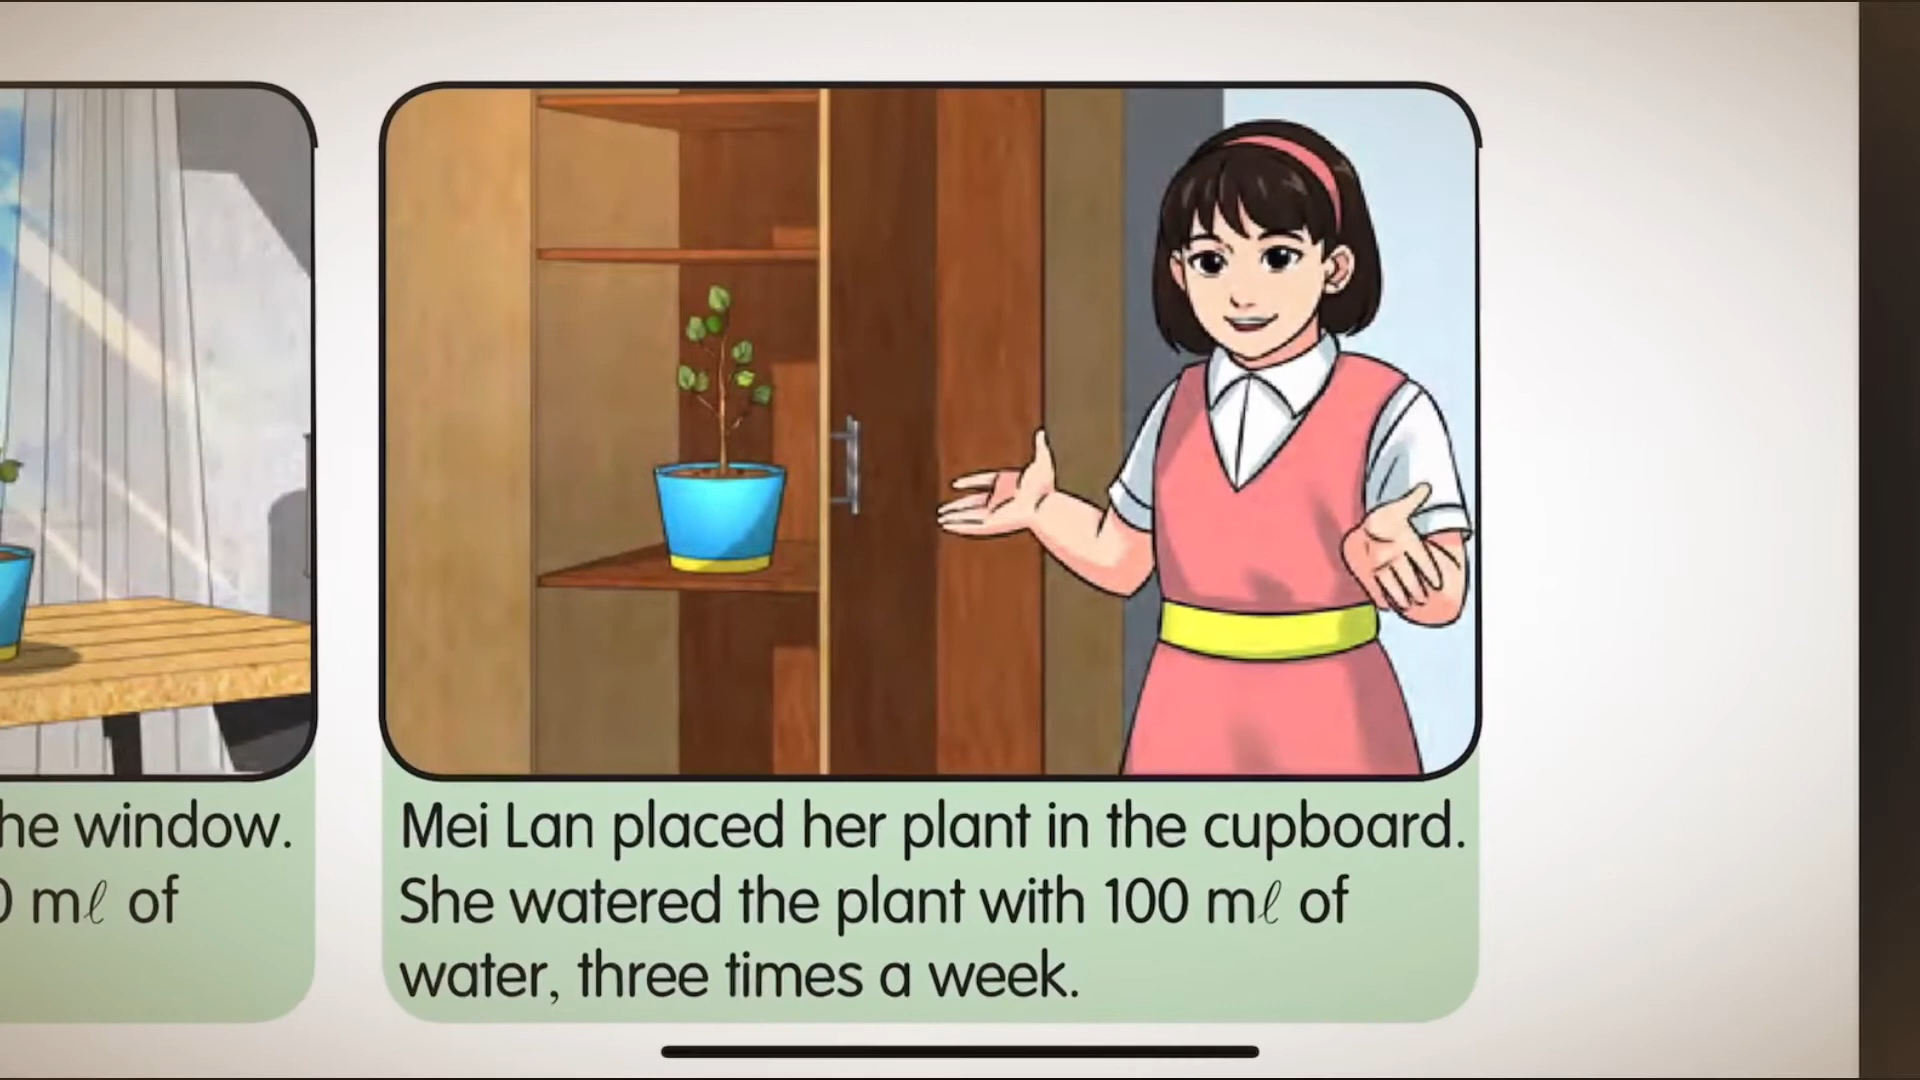 he window.
0 mℓ of
Mei Lan placed her plant in the cupboard.
She watered the plant with 100 mℓ of
water, three times a week.